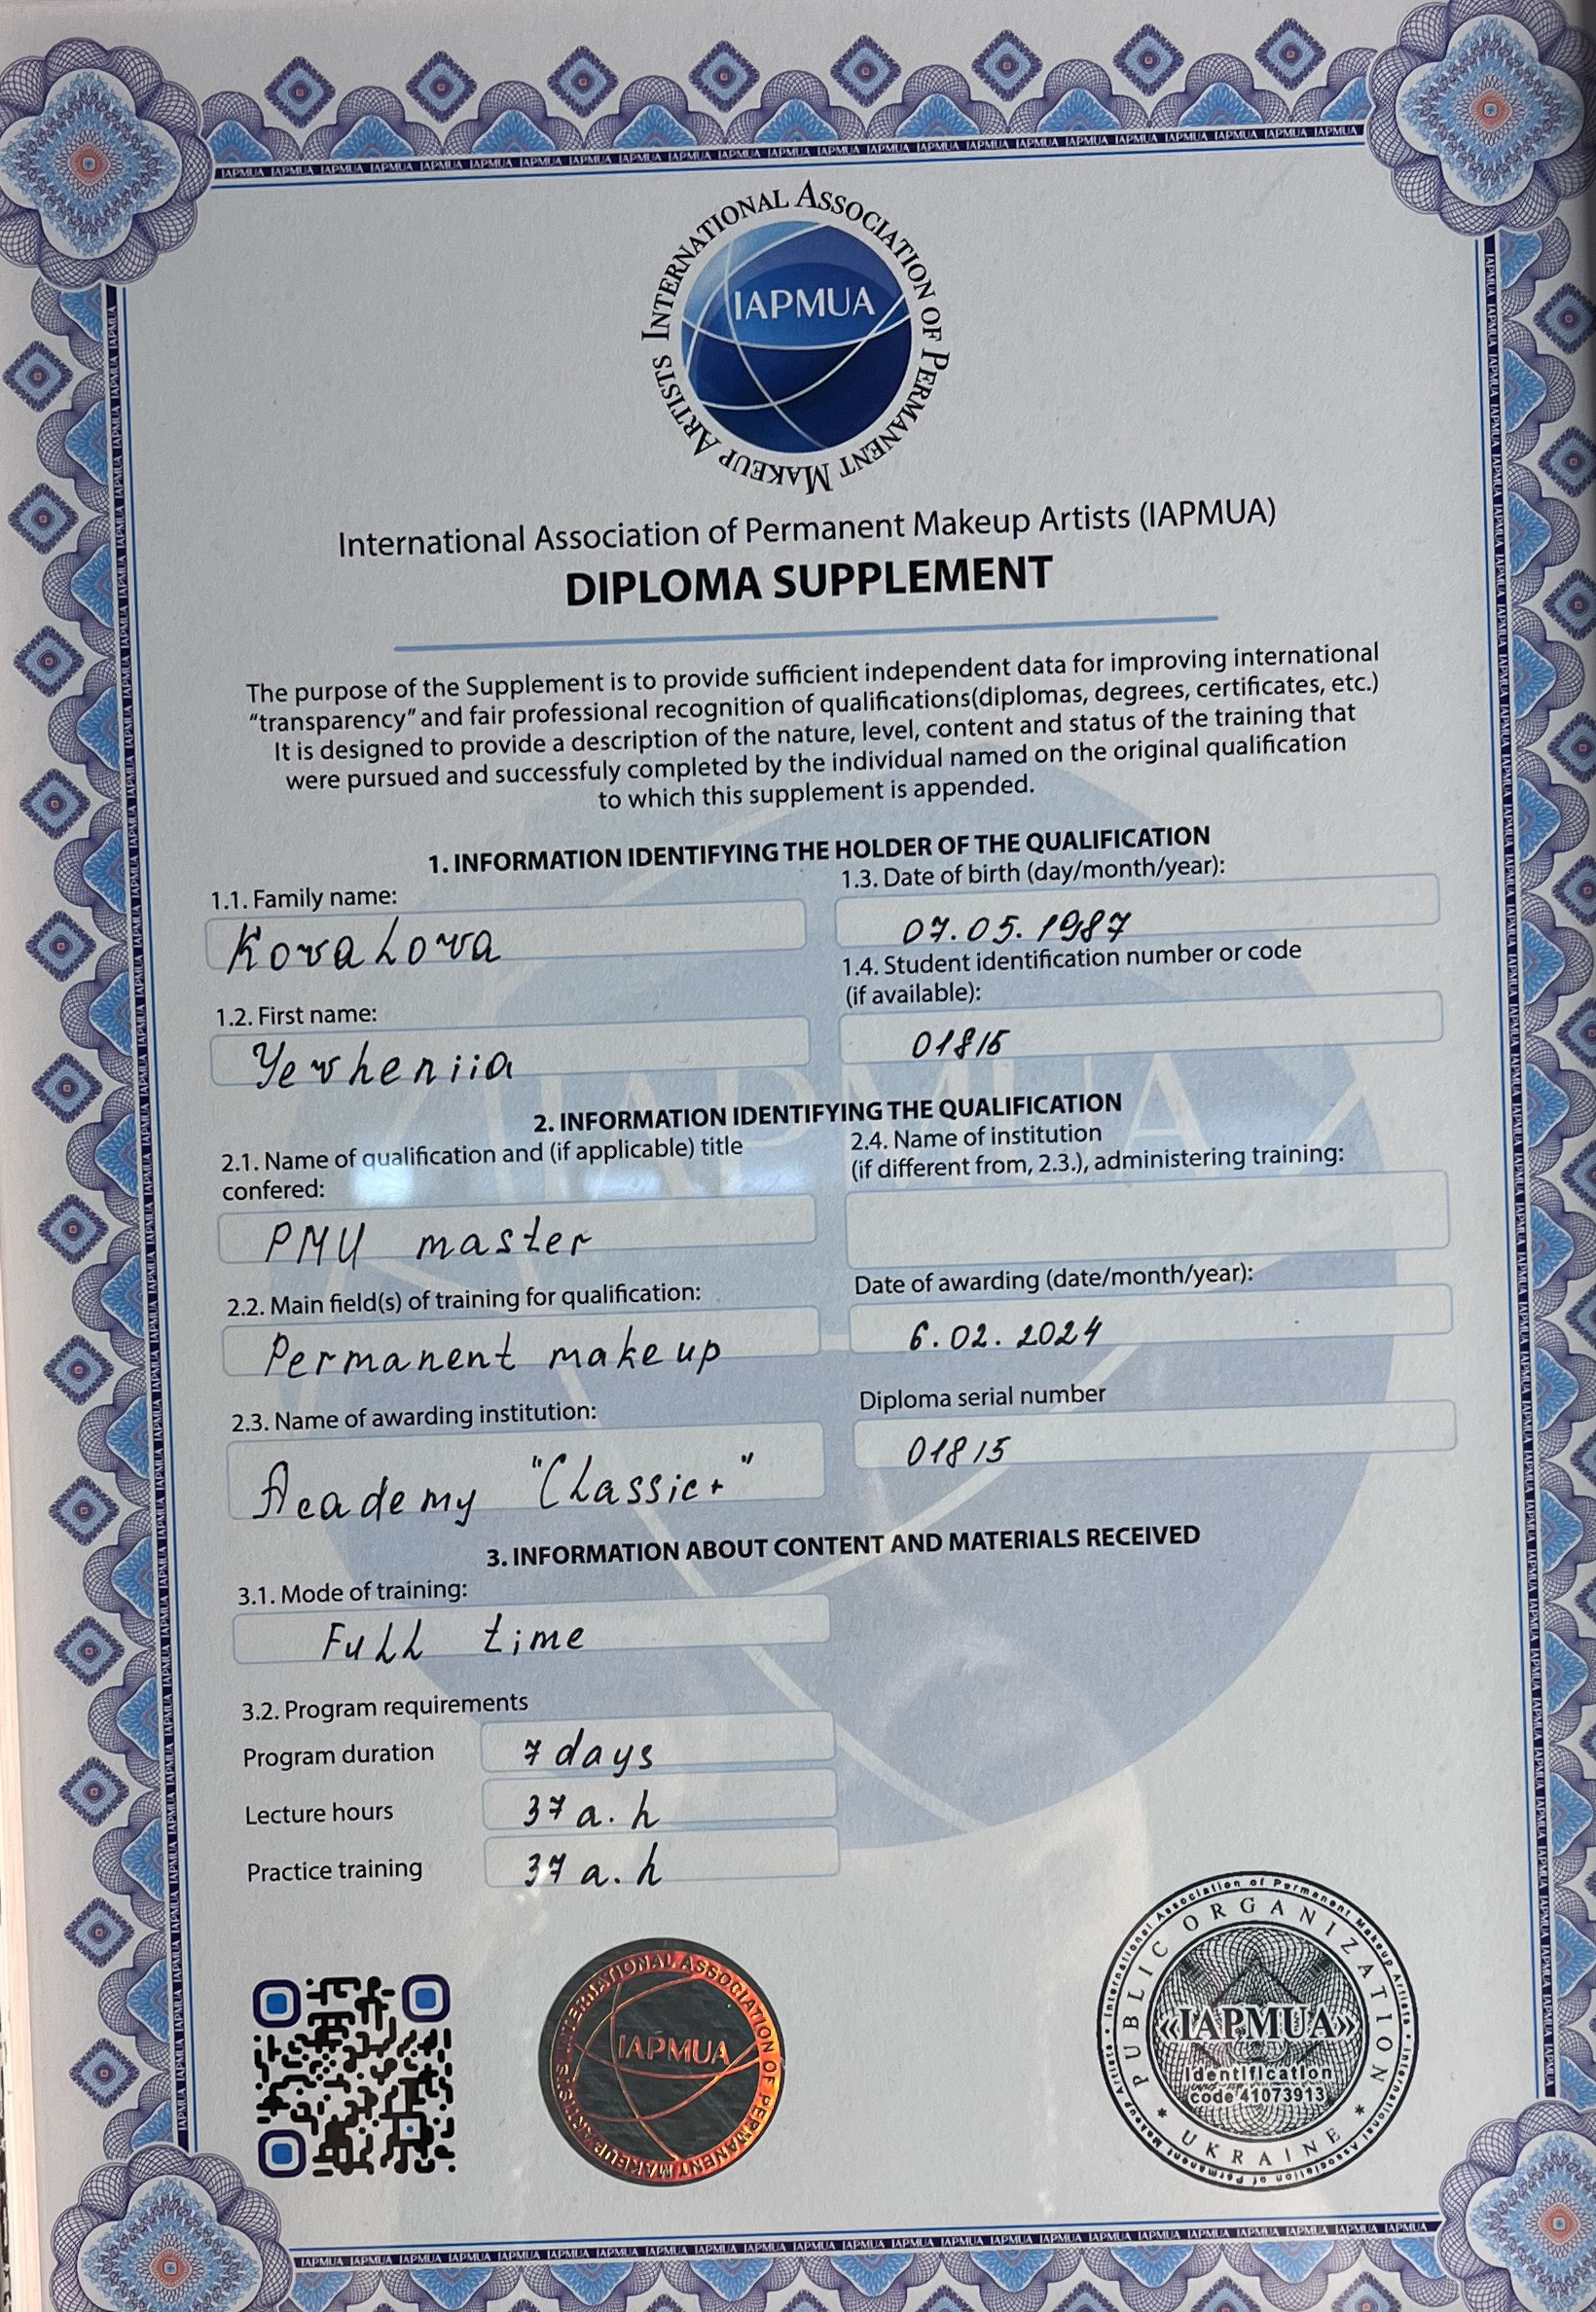 INTERNATIONAL ASSOCIATION OF PERMANENT MAKEUP ARTISTS
IAPMUA
International Association of Permanent Makeup Artists (IAPMUA)
DIPLOMA SUPPLEMENT
The purpose of the Supplement is to provide sufficient independent data for improving international
“transparency” and fair professional recognition of qualifications(diplomas, degrees, certificates, etc.)
It is designed to provide a description of the nature, level, content and status of the training that
were pursued and successfuly completed by the individual named on the original qualification
to which this supplement is appended.
1. INFORMATION IDENTIFYING THE HOLDER OF THE QUALIFICATION
1.1. Family name:
Kovalova
1.2. First name:
Yevheniia
1.3. Date of birth (day/month/year):
07.05.1987
1.4. Student identification number or code
(if available):
01815
2. INFORMATION IDENTIFYING THE QUALIFICATION
2.1. Name of qualification and (if applicable) title
confered:
PMU master
2.2. Main field(s) of training for qualification:
Permanent makeup
2.3. Name of awarding institution:
Academy "Classic+"
2.4. Name of institution
(if different from, 2.3.), administering training:
Date of awarding (date/month/year):
6.02.2024
Diploma serial number
01815
3. INFORMATION ABOUT CONTENT AND MATERIALS RECEIVED
3.1. Mode of training:
Full time
3.2. Program requirements
Program duration
7 days
Lecture hours
37 a.h
Practice training
37 a.h
INTERNATIONAL ASSOCIATION OF PERMANENT MAKEUP ARTISTS
IAPMUA
International Association of Permanent Makeup Artists
PUBLIC ORGANIZATION
«IAPMUA»
Identification
code 41073913
* UKRAINE *